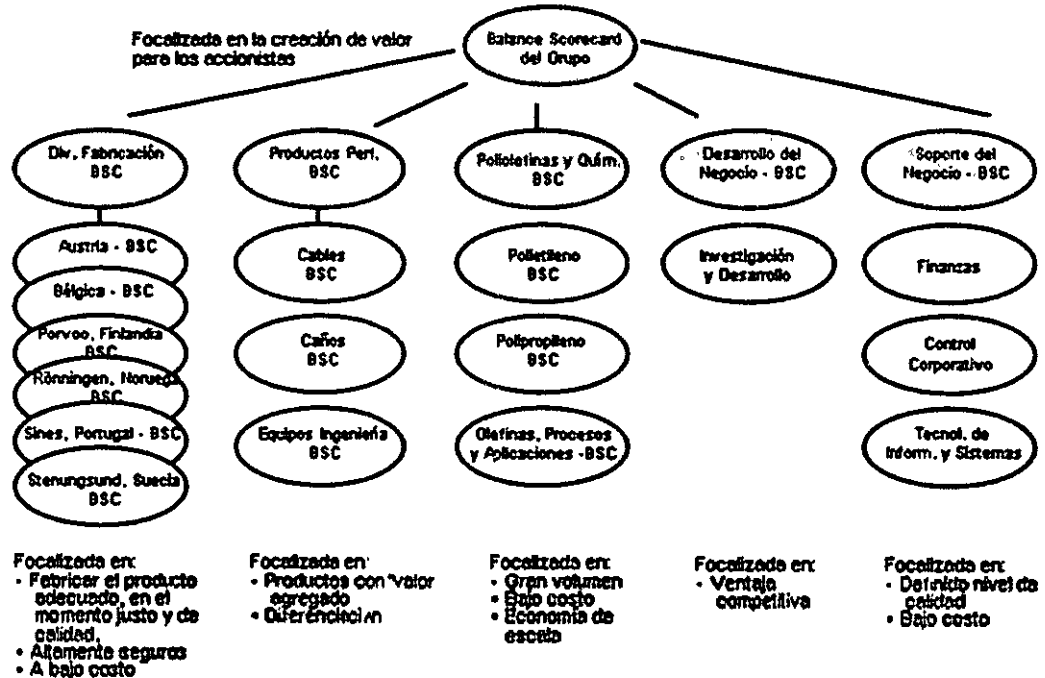 Focalizada en la creación de valor
para los accionistas
Balance Scorecard
del Grupo
Div. Fabricación
BSC
Productos Perf.
BSC
Poliolefinas y Quím.
BSC
Desarrollo del
Negocio - BSC
Soporte del
Negocio - BSC
Austria - BSC
Bélgica - BSC
Porvoo, Finlandia
BSC
Rönningen, Noruega
BSC
Sines, Portugal - BSC
Stenungsund, Suecia
BSC
Cables
BSC
Caños
BSC
Equipos Ingeniería
BSC
Polietileno
BSC
Polipropileno
BSC
Olefinas, Procesos
y Aplicaciones -BSC
Investigación
y Desarrollo
Finanzas
Control
Corporativo
Tecnol. de
Inform. y Sistemas
Focalizada en:
• Fabricar el producto
adecuado, en el
momento justo y de
calidad,
• Altamente seguros
• A bajo costo
Focalizada en:
• Productos con valor
agregado
• Diferenciación
Focalizada en:
• Gran volumen
• Bajo costo
• Economía de
escala
Focalizada en:
• Ventaja
competitiva
Focalizada en:
• Definido nivel de
calidad
• Bajo costo